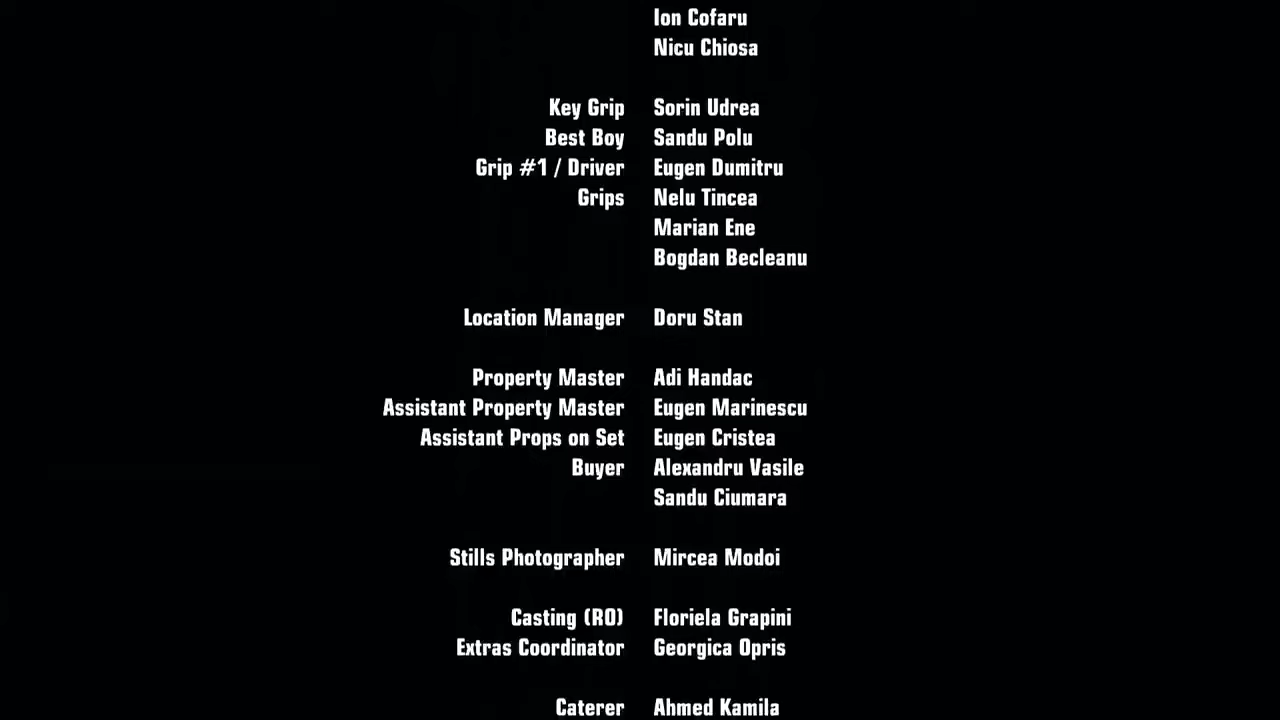 Ion Cofaru
Nicu Chiosa
Key Grip Sorin Udrea
Best Boy Sandu Polu
Grip #1 / Driver Eugen Dumitru
Grips Nelu Tincea
Marian Ene
Bogdan Becleanu
Location Manager Doru Stan
Property Master Adi Handac
Assistant Property Master Eugen Marinescu
Assistant Props on Set Eugen Cristea
Buyer Alexandru Vasile
Sandu Ciumara
Stills Photographer Mircea Modoi
Casting (RO) Floriela Grapini
Extras Coordinator Georgica Opris
Caterer Ahmed Kamila